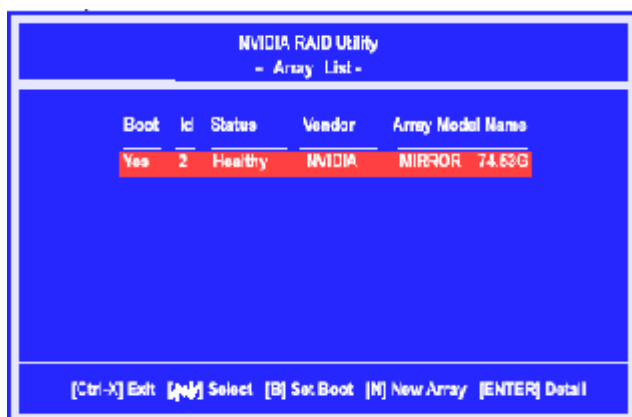 NVIDIA RAID Utility
- Array List -
Boot Id Status Vendor Array Model Name
Yes 2 Healthy NVIDIA MIRROR 74.53G
[Ctrl-X] Exit [↑↓] Select [B] Set Boot [N] New Array [ENTER] Detail